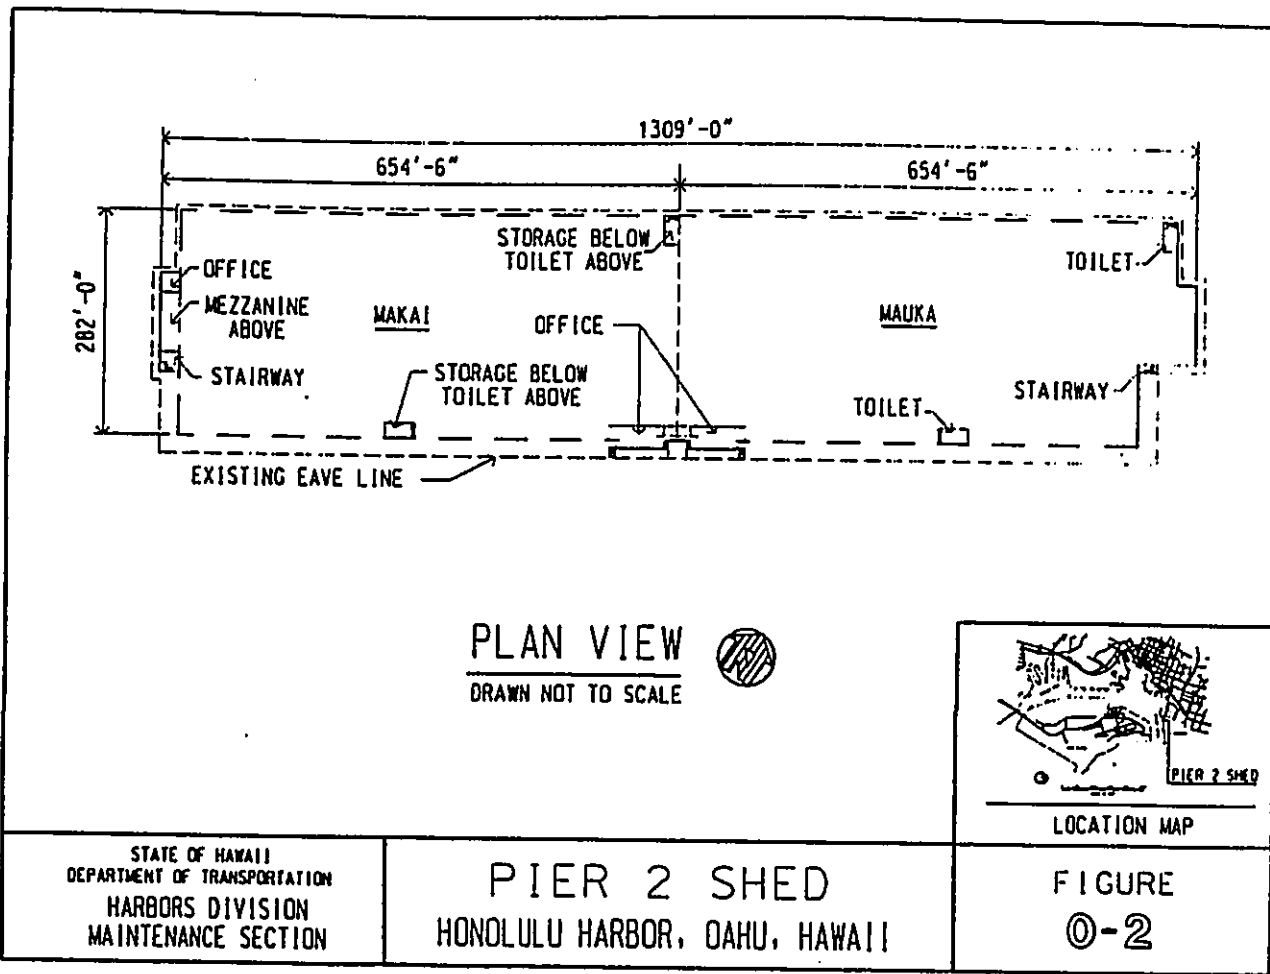 1309'-0"
654'-6"
654'-6"
282'-0"
STORAGE BELOW
TOILET ABOVE
TOILET
OFFICE
MEZZANINE
ABOVE
MAKAI
OFFICE
MAUKA
STAIRWAY
STORAGE BELOW
TOILET ABOVE
TOILET
STAIRWAY
EXISTING EAVE LINE
PLAN VIEW
DRAWN NOT TO SCALE
PIER 2 SHED
LOCATION MAP
STATE OF HAWAII
DEPARTMENT OF TRANSPORTATION
HARBORS DIVISION
MAINTENANCE SECTION
PIER 2 SHED
HONOLULU HARBOR, OAHU, HAWAII
FIGURE
O-2